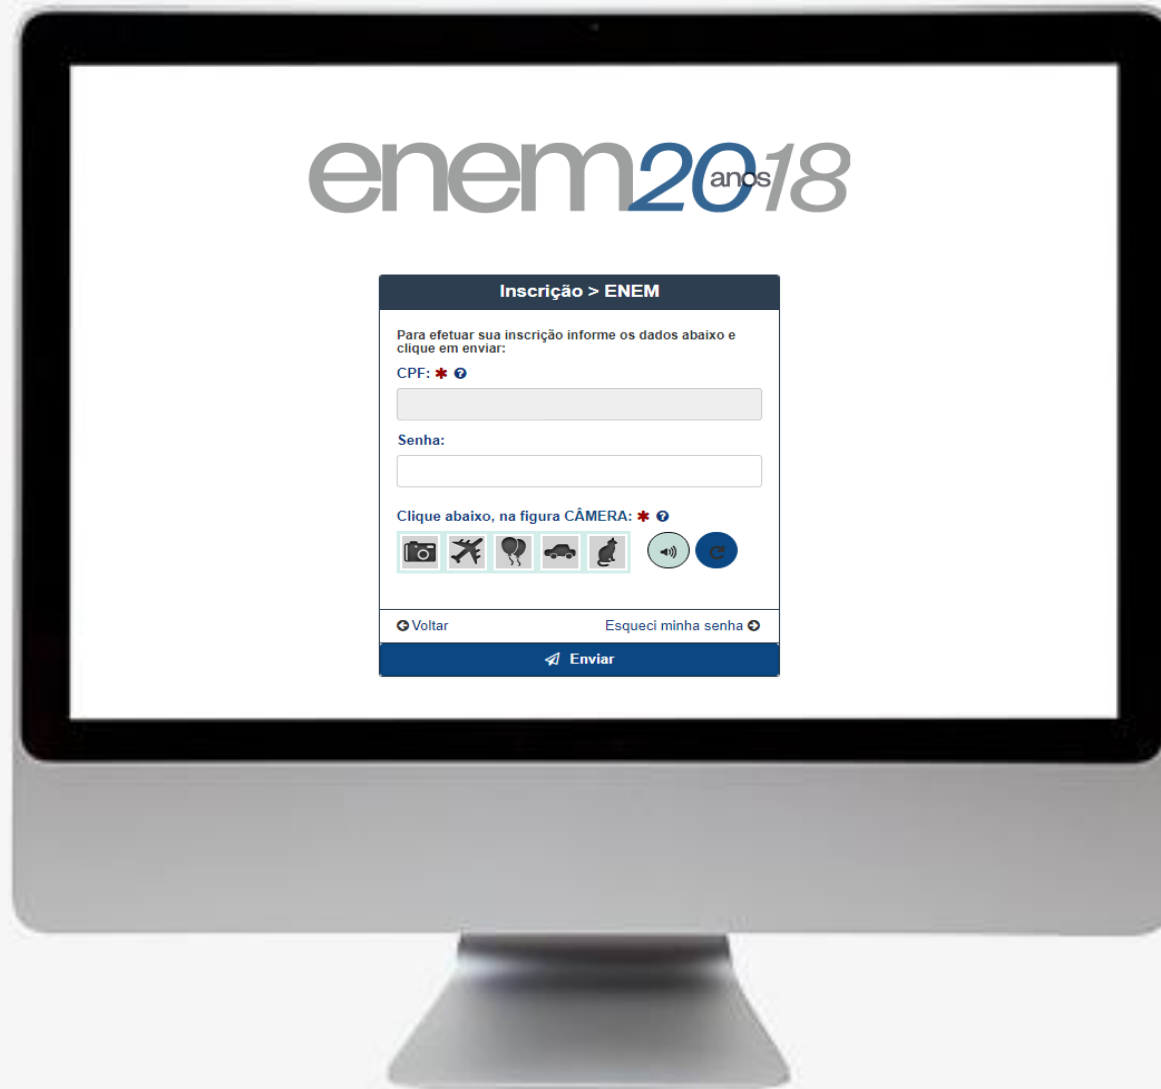 enem20anos18
Inscrição > ENEM
Para efetuar sua inscrição informe os dados abaixo e
clique em enviar:
CPF: *
Senha:
Clique abaixo, na figura CÂMERA: *
Voltar
Esqueci minha senha
Enviar